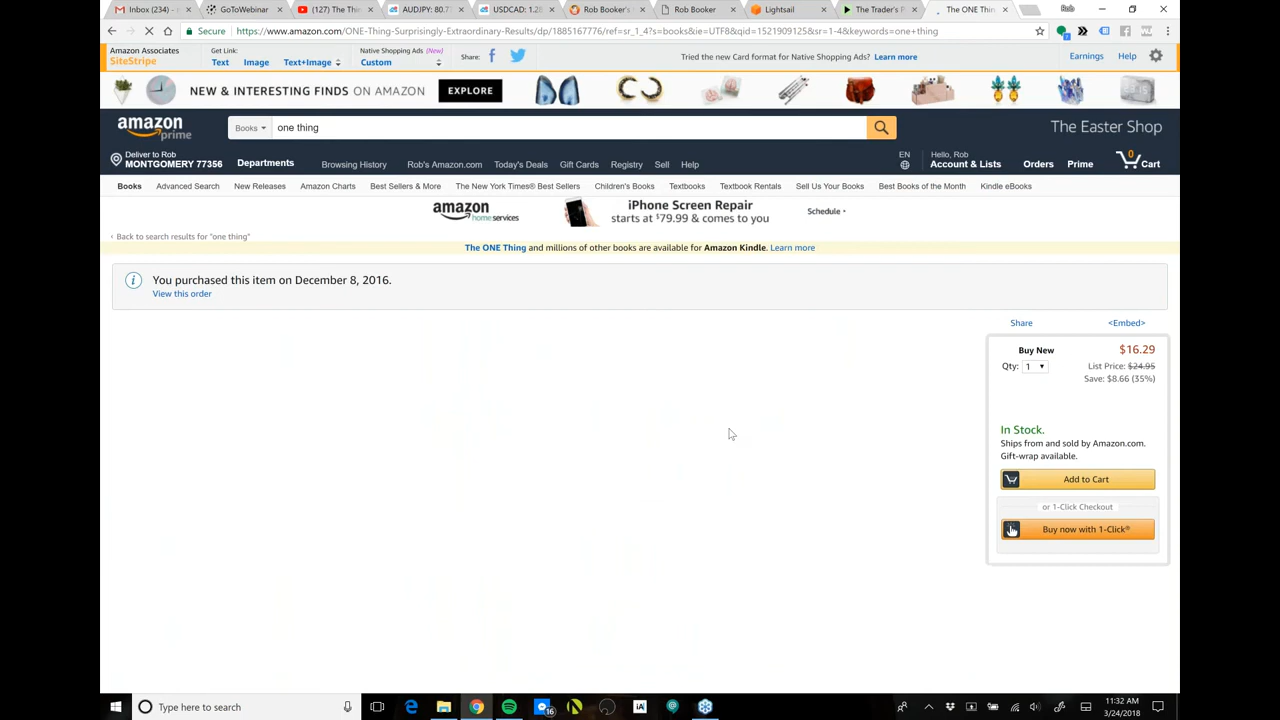 Inbox (234) -
GoToWebinar
(127) The Thin
AUDJPY: 80.7
USDCAD: 1.28
Rob Booker's
Rob Booker
Lightsail
The Trader's P
The ONE Thin
Rob
Secure https://www.amazon.com/ONE-Thing-Surprisingly-Extraordinary-Results/dp/1885167776/ref=sr_1_4?s=books&ie=UTF8&qid=1521909125&sr=1-4&keywords=one+thing
Amazon Associates
SiteStripe
Get Link:
Text Image Text+Image
Native Shopping Ads (New)
Custom
Share:
Tried the new Card format for Native Shopping Ads? Learn more
Earnings Help
NEW & INTERESTING FINDS ON AMAZON EXPLORE
amazon
prime
Books one thing
The Easter Shop
Deliver to Rob
MONTGOMERY 77356
Departments Browsing History Rob's Amazon.com Today's Deals Gift Cards Registry Sell Help
EN
Hello, Rob
Account & Lists
Orders Prime
0
Cart
Books Advanced Search New Releases Amazon Charts Best Sellers & More The New York Times® Best Sellers Children's Books Textbooks Textbook Rentals Sell Us Your Books Best Books of the Month Kindle eBooks
amazon
home services
iPhone Screen Repair
starts at $79.99 & comes to you
Schedule
‹ Back to search results for "one thing"
The ONE Thing and millions of other books are available for Amazon Kindle. Learn more
You purchased this item on December 8, 2016.
View this order
Share <Embed>
Buy New $16.29
Qty: 1 List Price: $24.95
Save: $8.66 (35%)
In Stock.
Ships from and sold by Amazon.com.
Gift-wrap available.
Add to Cart
or 1-Click Checkout
Buy now with 1-Click®
Type here to search
16
iA
11:32 AM
3/24/2018